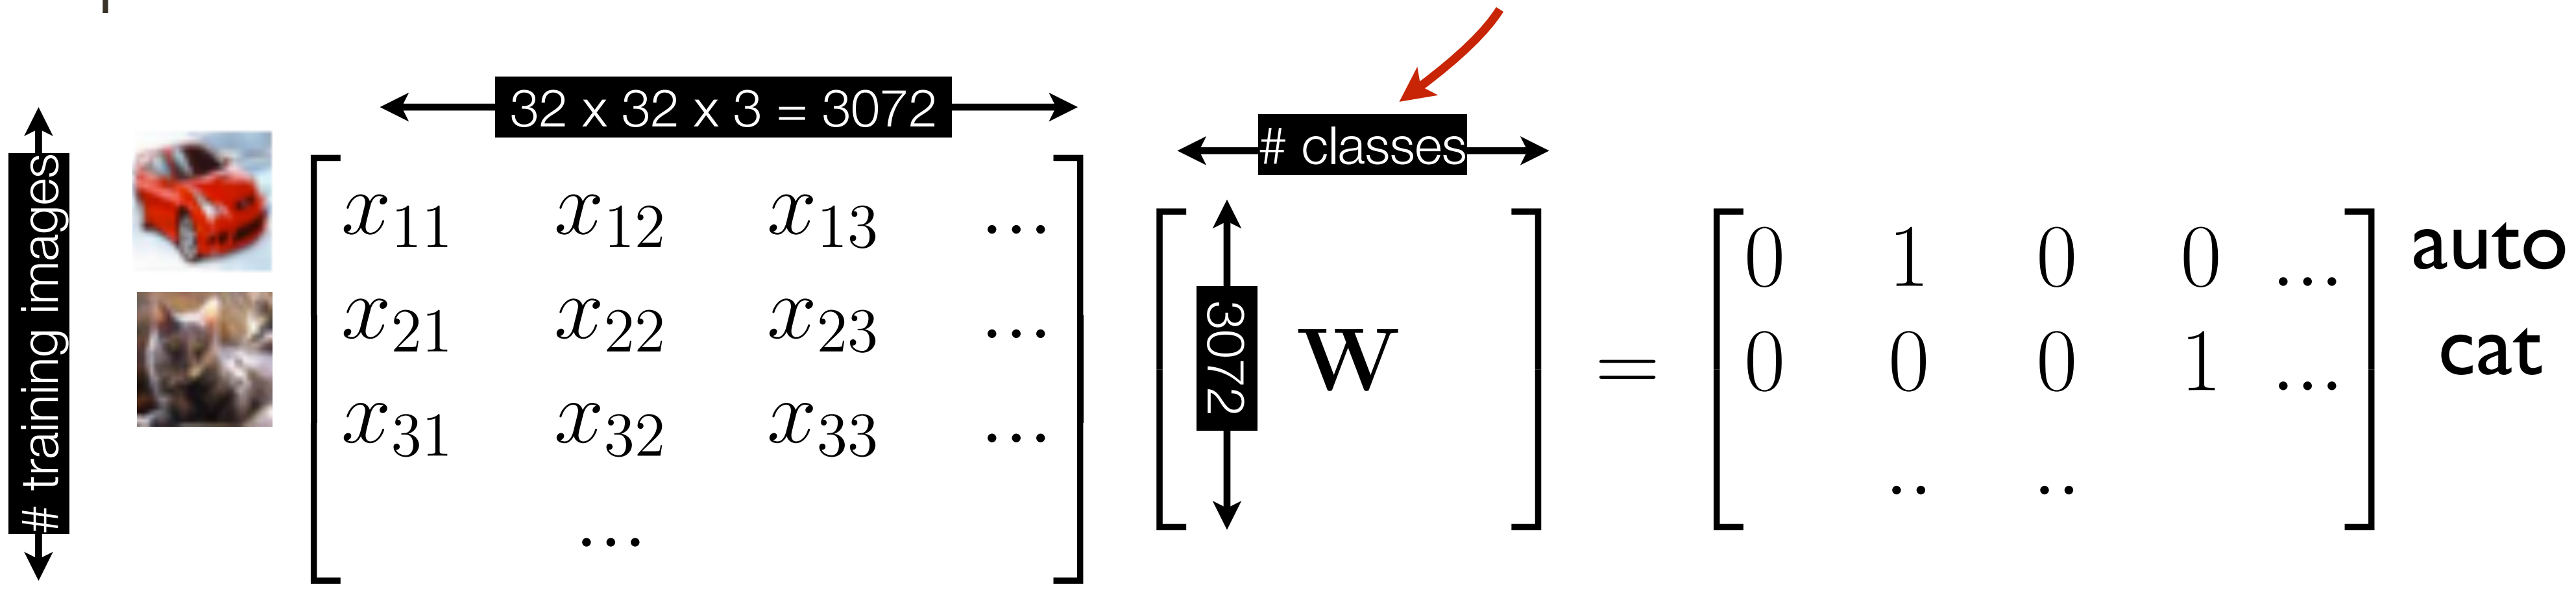 # training images
32 x 32 x 3 = 3072
# classes
x11 x12 x13 ...
x21 x22 x23 ...
x31 x32 x33 ...
...
3072
W
=
0 1 0 0 ... auto
0 0 0 1 ... cat
.. ..